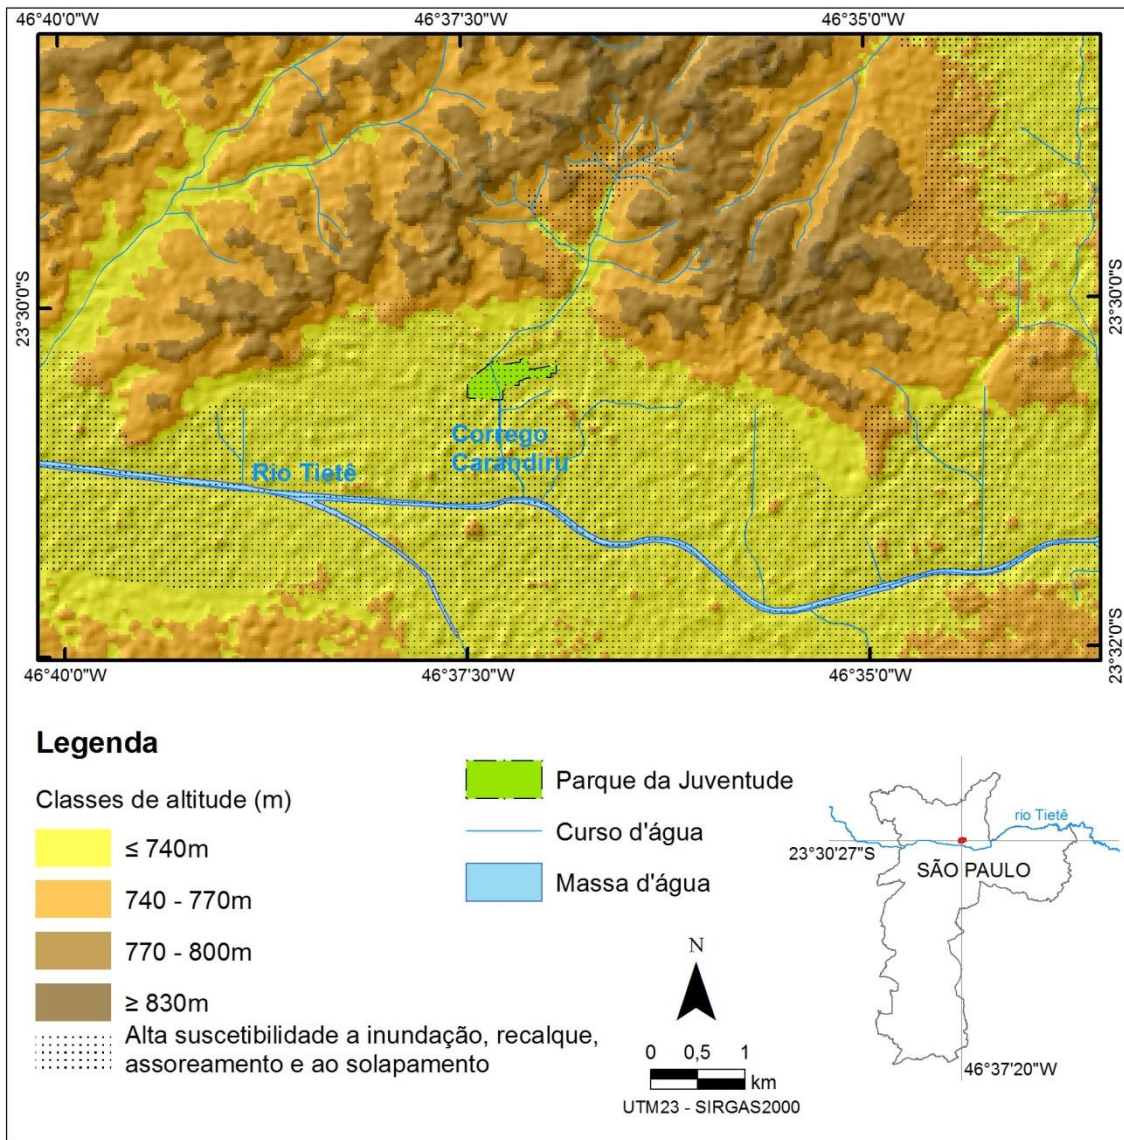 46°40'0"W
46°37'30"W
46°35'0"W
23°30'0"S
23°30'0"S
Corrego
Carandiru
Rio Tietê
23°32'0"S
46°40'0"W
46°37'30"W
46°35'0"W
Legenda
Classes de altitude (m)
≤ 740m
740 - 770m
770 - 800m
≥ 830m
Alta suscetibilidade a inundação, recalque,
assoreamento e ao solapamento
Parque da Juventude
Curso d'água
Massa d'água
N
0 0,5 1
km
UTM23 - SIRGAS2000
rio Tietê
23°30'27"S
SÃO PAULO
46°37'20"W